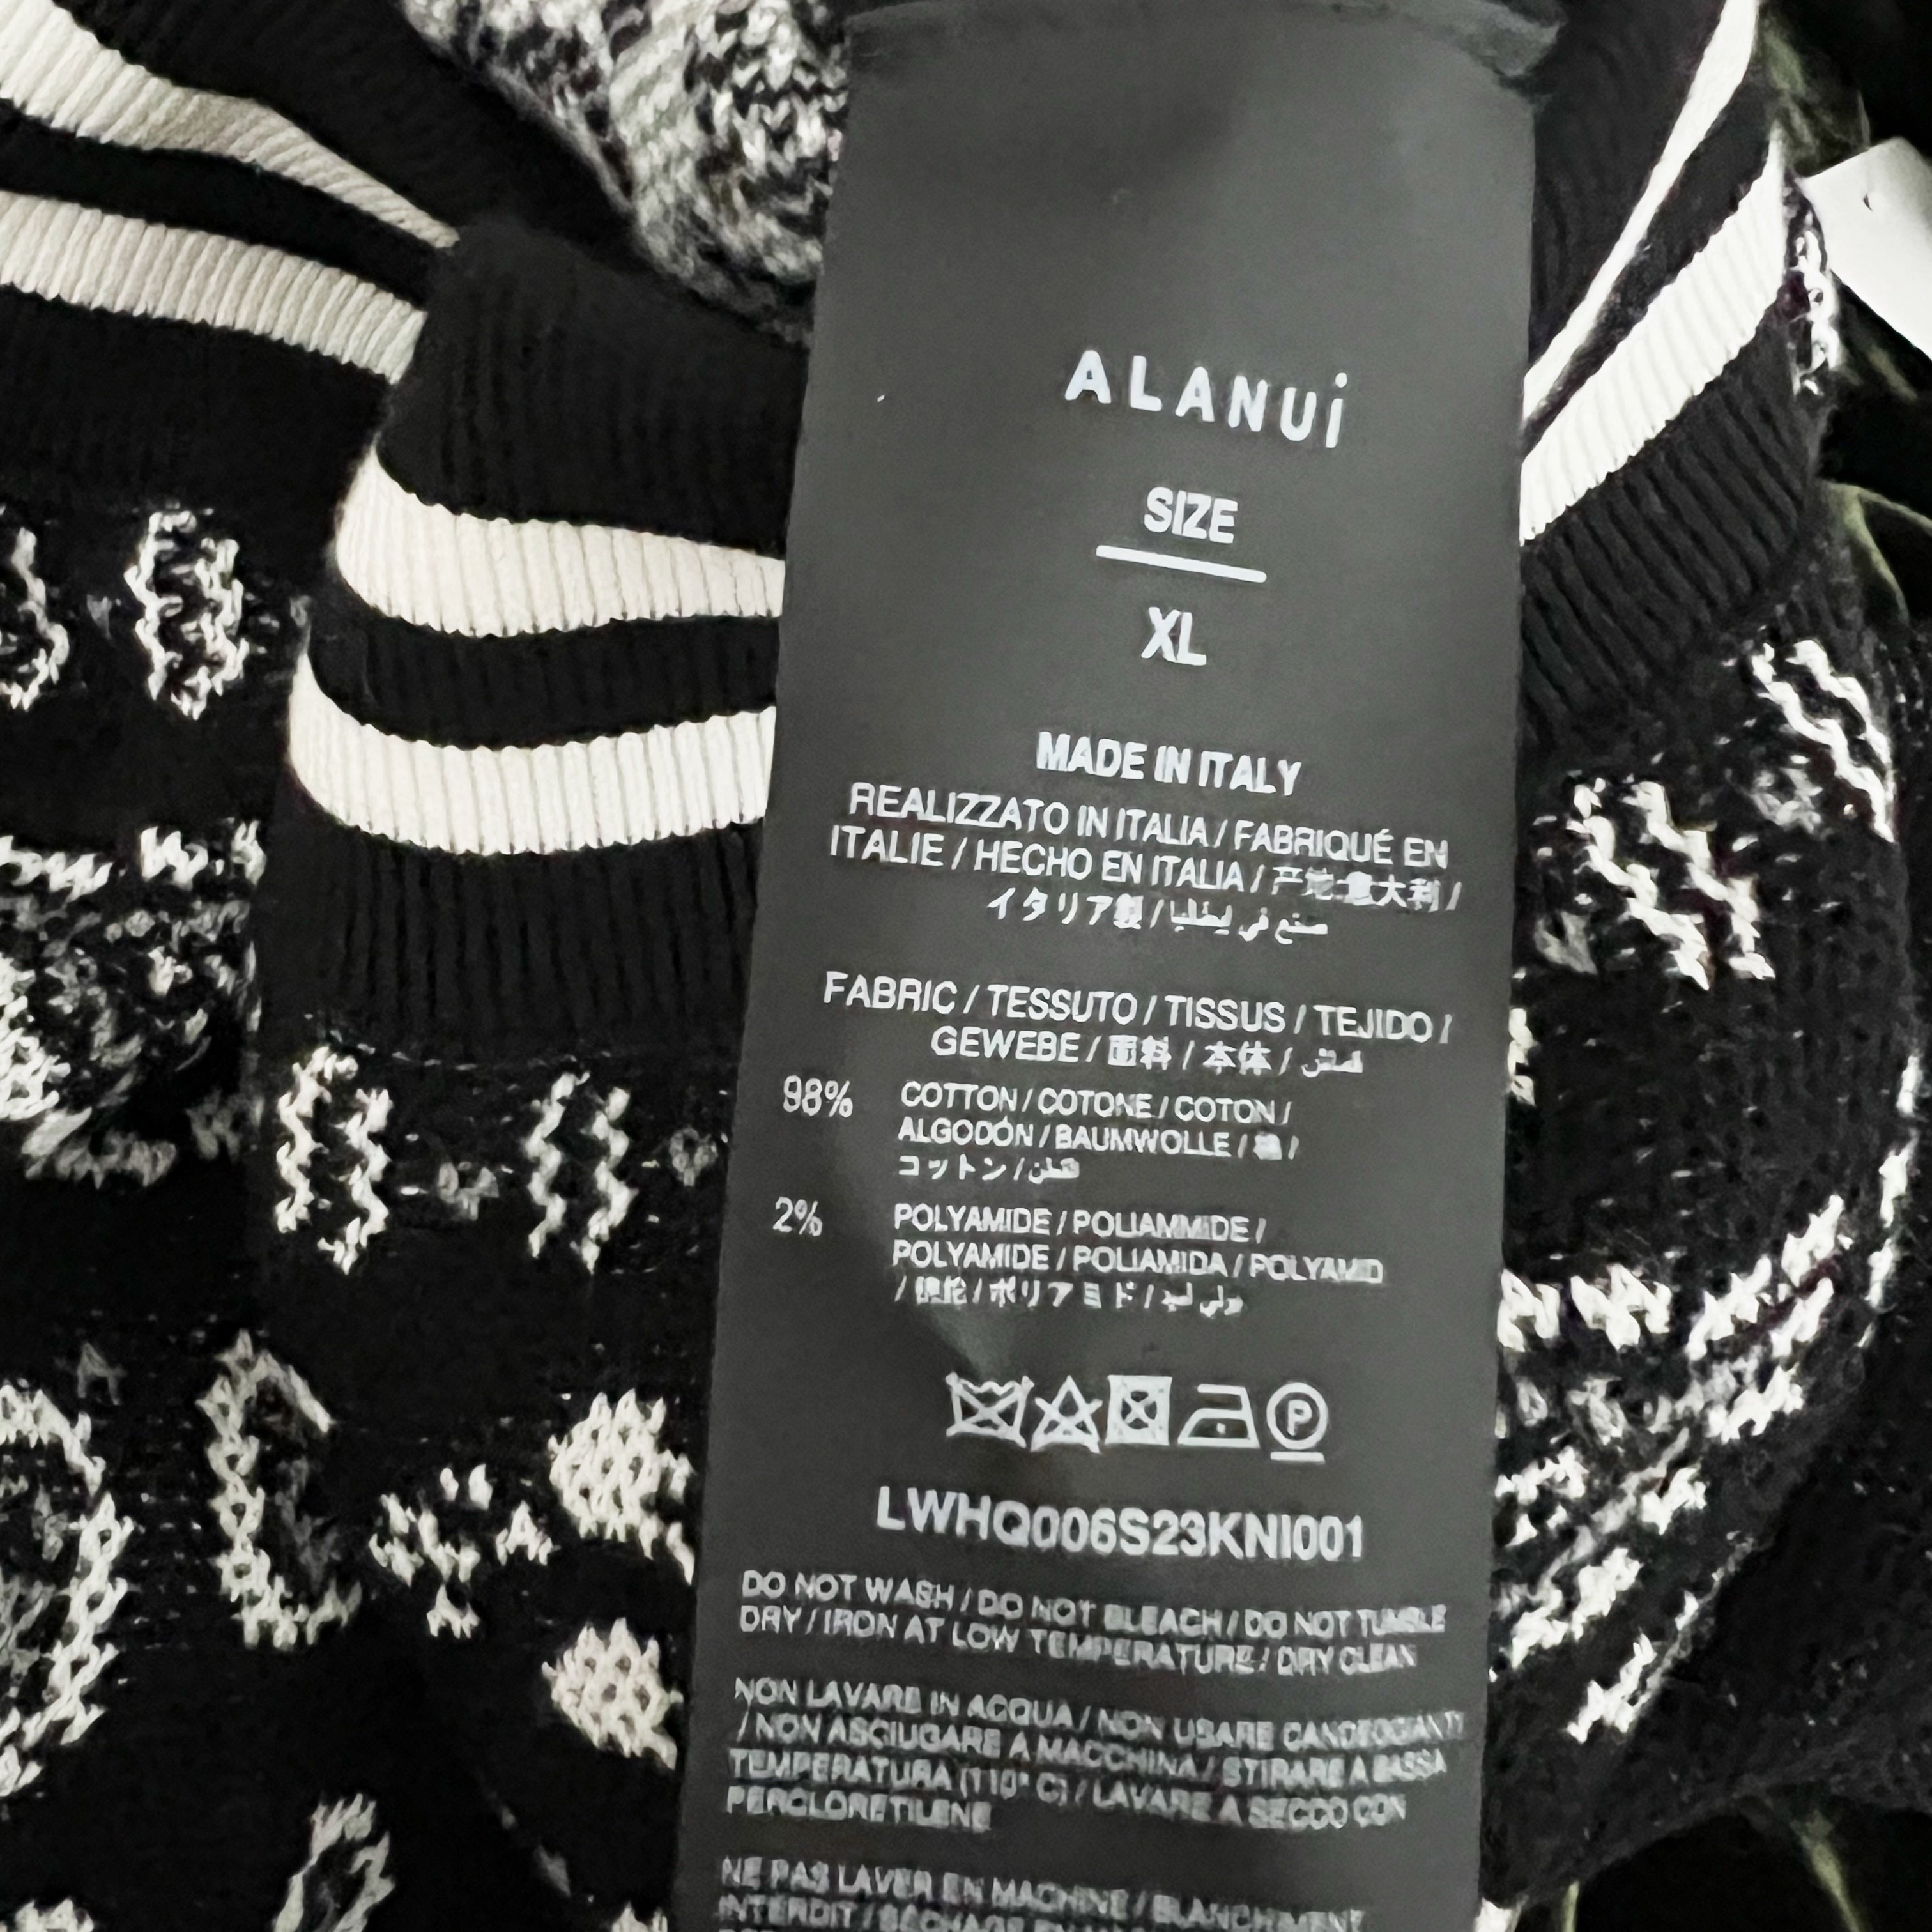 ALANUi
SIZE
XL
MADE IN ITALY
REALIZZATO IN ITALIA / FABRIQUÉ EN
ITALIE / HECHO EN ITALIA / 产地:意大利 /
イタリア製 / صنع في إيطاليا
FABRIC / TESSUTO / TISSUS / TEJIDO /
GEWEBE / 面料 / 本体 /
98% COTTON / COTONE / COTON /
ALGODÓN / BAUMWOLLE / 棉 /
コットン / قطن
2% POLYAMIDE / POLIAMMIDE /
POLYAMIDE / POLIAMIDA / POLYAMID
/ 锦纶 / ポリアミド /
P
LWHQ006S23KNI001
DO NOT WASH / DO NOT BLEACH / DO NOT TUMBLE
DRY / IRON AT LOW TEMPERATURE / DRY CLEAN
NON LAVARE IN ACQUA / NON USARE CANDEGGIANTI
/ NON ASCIUGARE A MACCHINA / STIRARE A BASSA
TEMPERATURA (110° C) / LAVARE A SECCO CON
PERCLORETILENE
NE PAS LAVER EN MACHINE / BLANCHIMENT
INTERDIT / SÉCHAGE EN